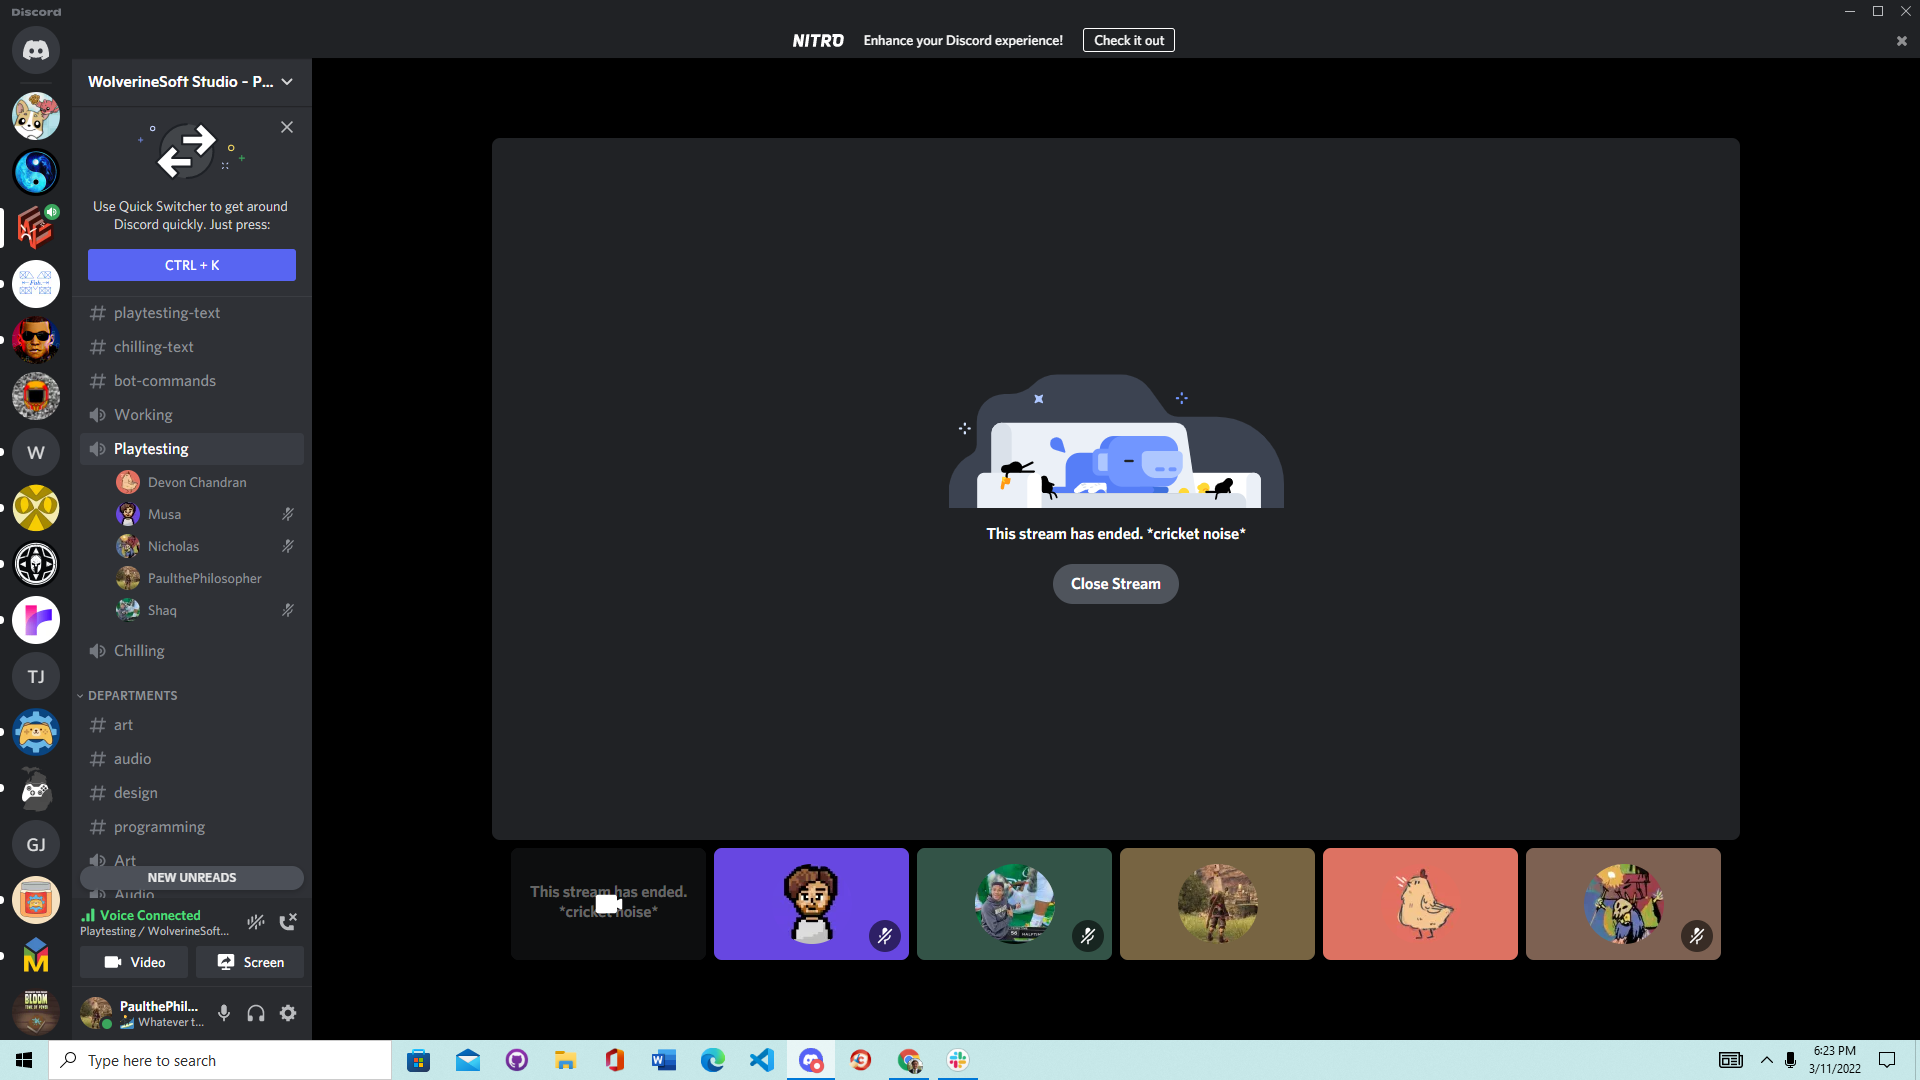 Discord
NITRO Enhance your Discord experience! Check it out
WolverineSoft Studio - P...
Use Quick Switcher to get around
Discord quickly. Just press:
CTRL + K
playtesting-text
chilling-text
bot-commands
Working
Playtesting
Devon Chandran
Musa
Nicholas
PaulthePhilosopher
Shaq
Chilling
DEPARTMENTS
art
audio
design
programming
Art
NEW UNREADS
Audio
Voice Connected
Playtesting / WolverineSoft...
Video
Screen
PaulthePhil...
Whatever t...
W
TJ
GJ
BLOOM
This stream has ended. *cricket noise*
Close Stream
This stream has ended.
*cricket noise*
Type here to search
6:23 PM
3/11/2022